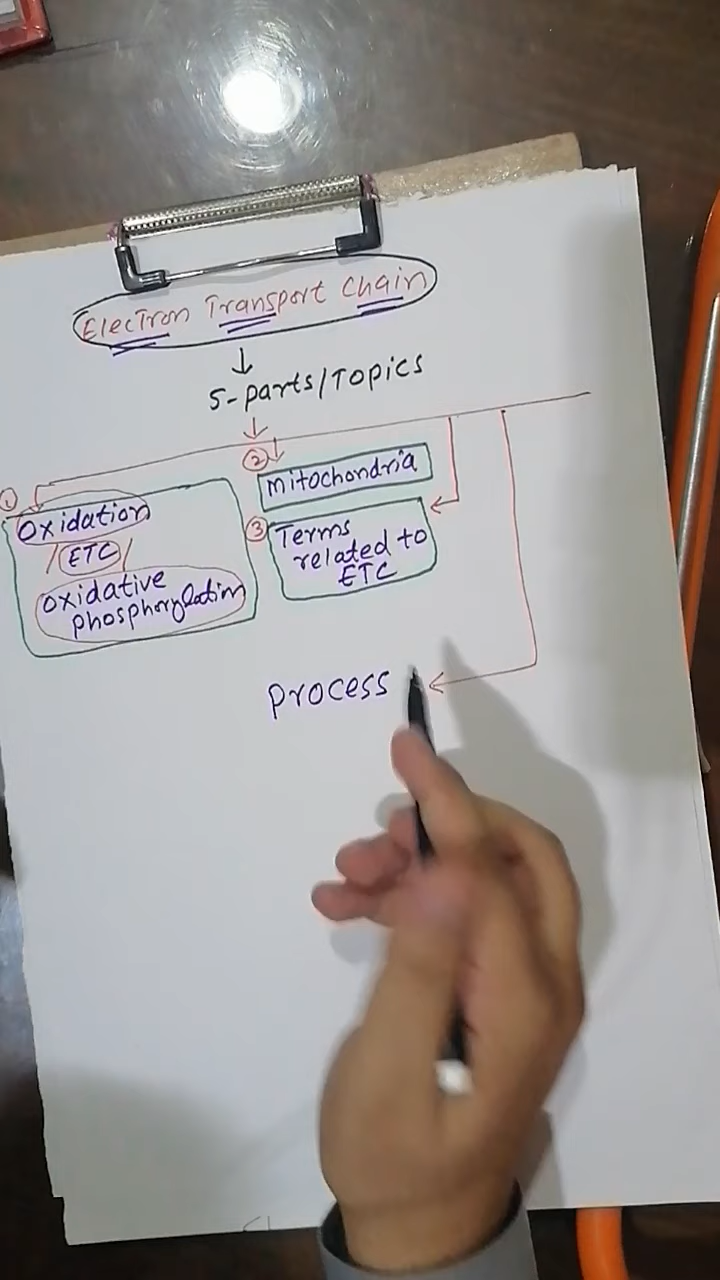 Electron Transport Chain
5-parts/Topics
①
Oxidation
/ETC/
oxidative
phosphorylation
②
mitochondria
③
Terms
related to
ETC
process